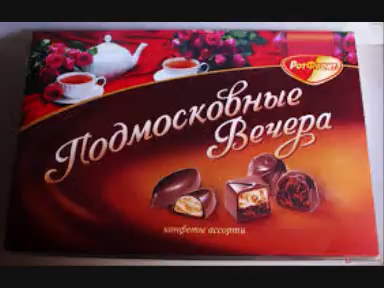 РотФронт
Подмосковные
Вечера
конфеты ассорти